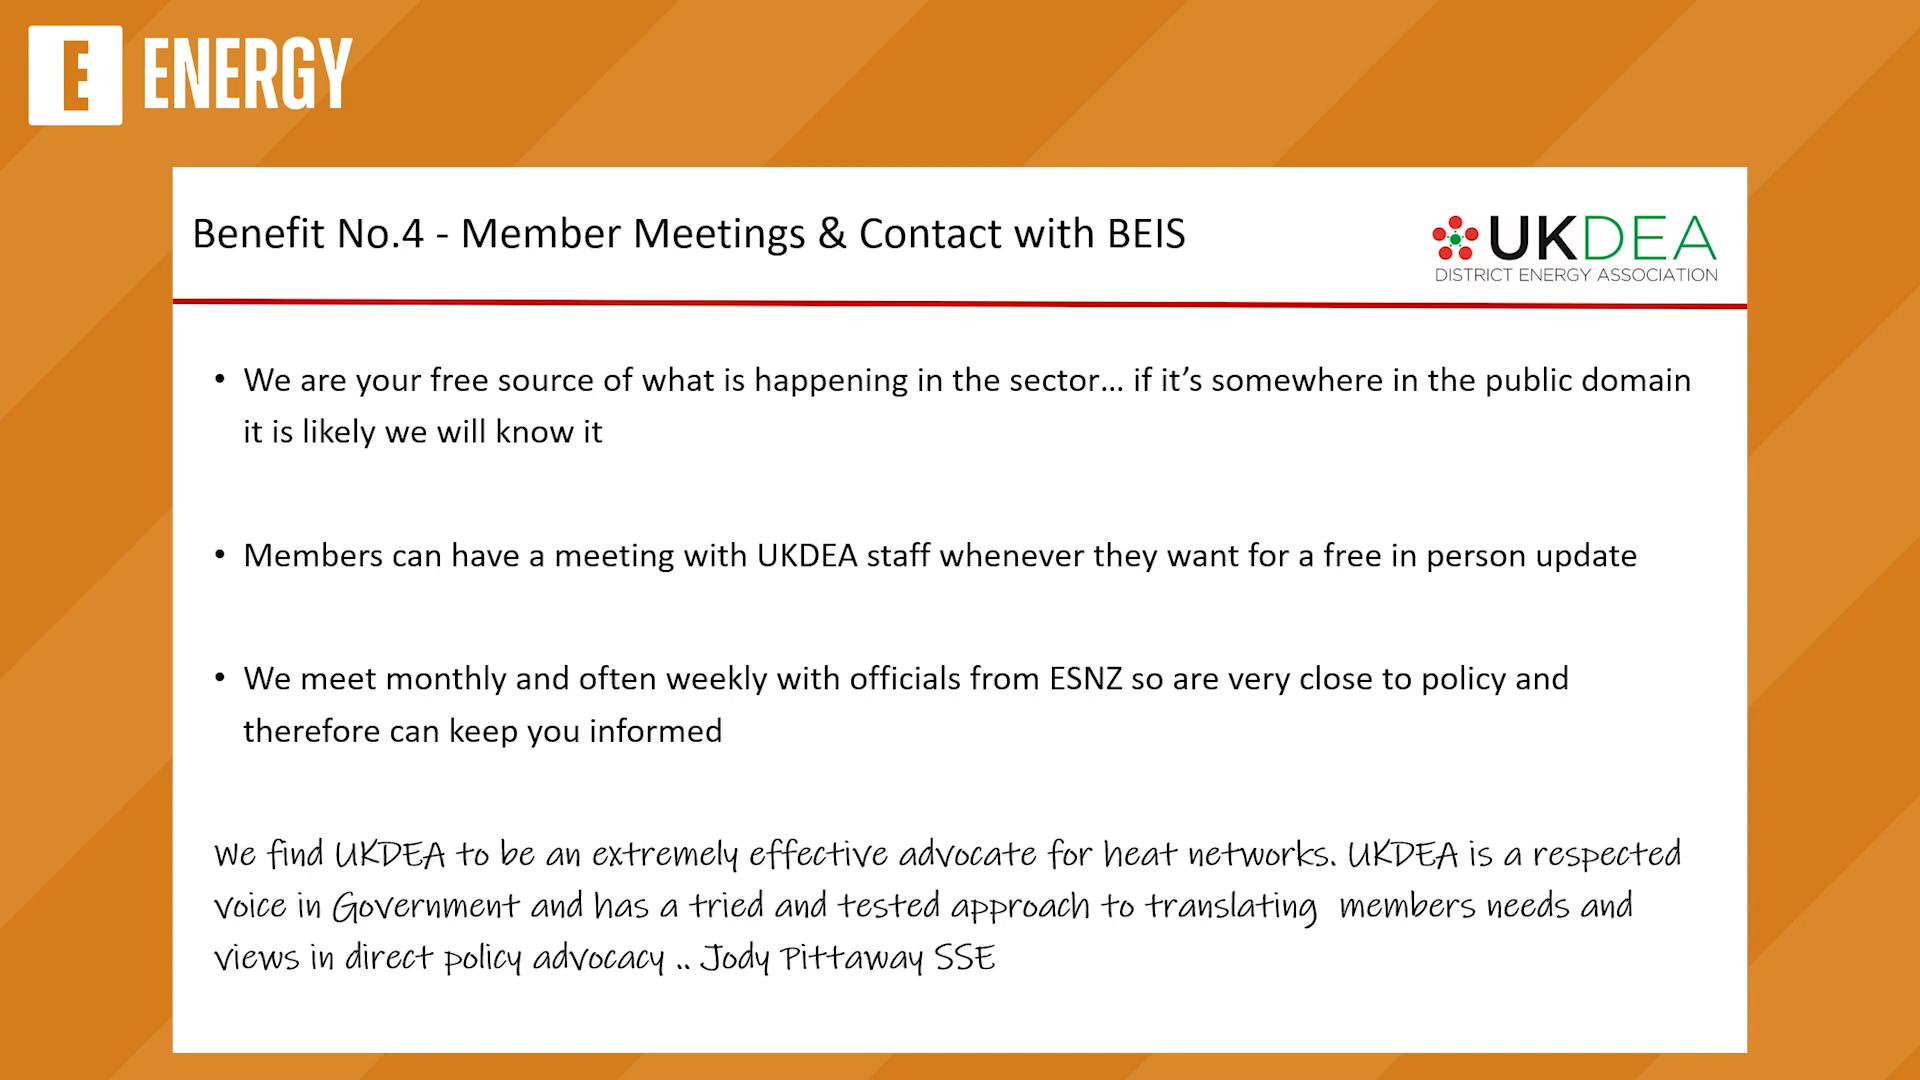 E ENERGY
Benefit No.4 - Member Meetings & Contact with BEIS
UKDEA
DISTRICT ENERGY ASSOCIATION
• We are your free source of what is happening in the sector… if it’s somewhere in the public domain
it is likely we will know it
• Members can have a meeting with UKDEA staff whenever they want for a free in person update
• We meet monthly and often weekly with officials from ESNZ so are very close to policy and
therefore can keep you informed
We find UKDEA to be an extremely effective advocate for heat networks. UKDEA is a respected
voice in Government and has a tried and tested approach to translating members needs and
views in direct policy advocacy .. Jody Pittaway SSE